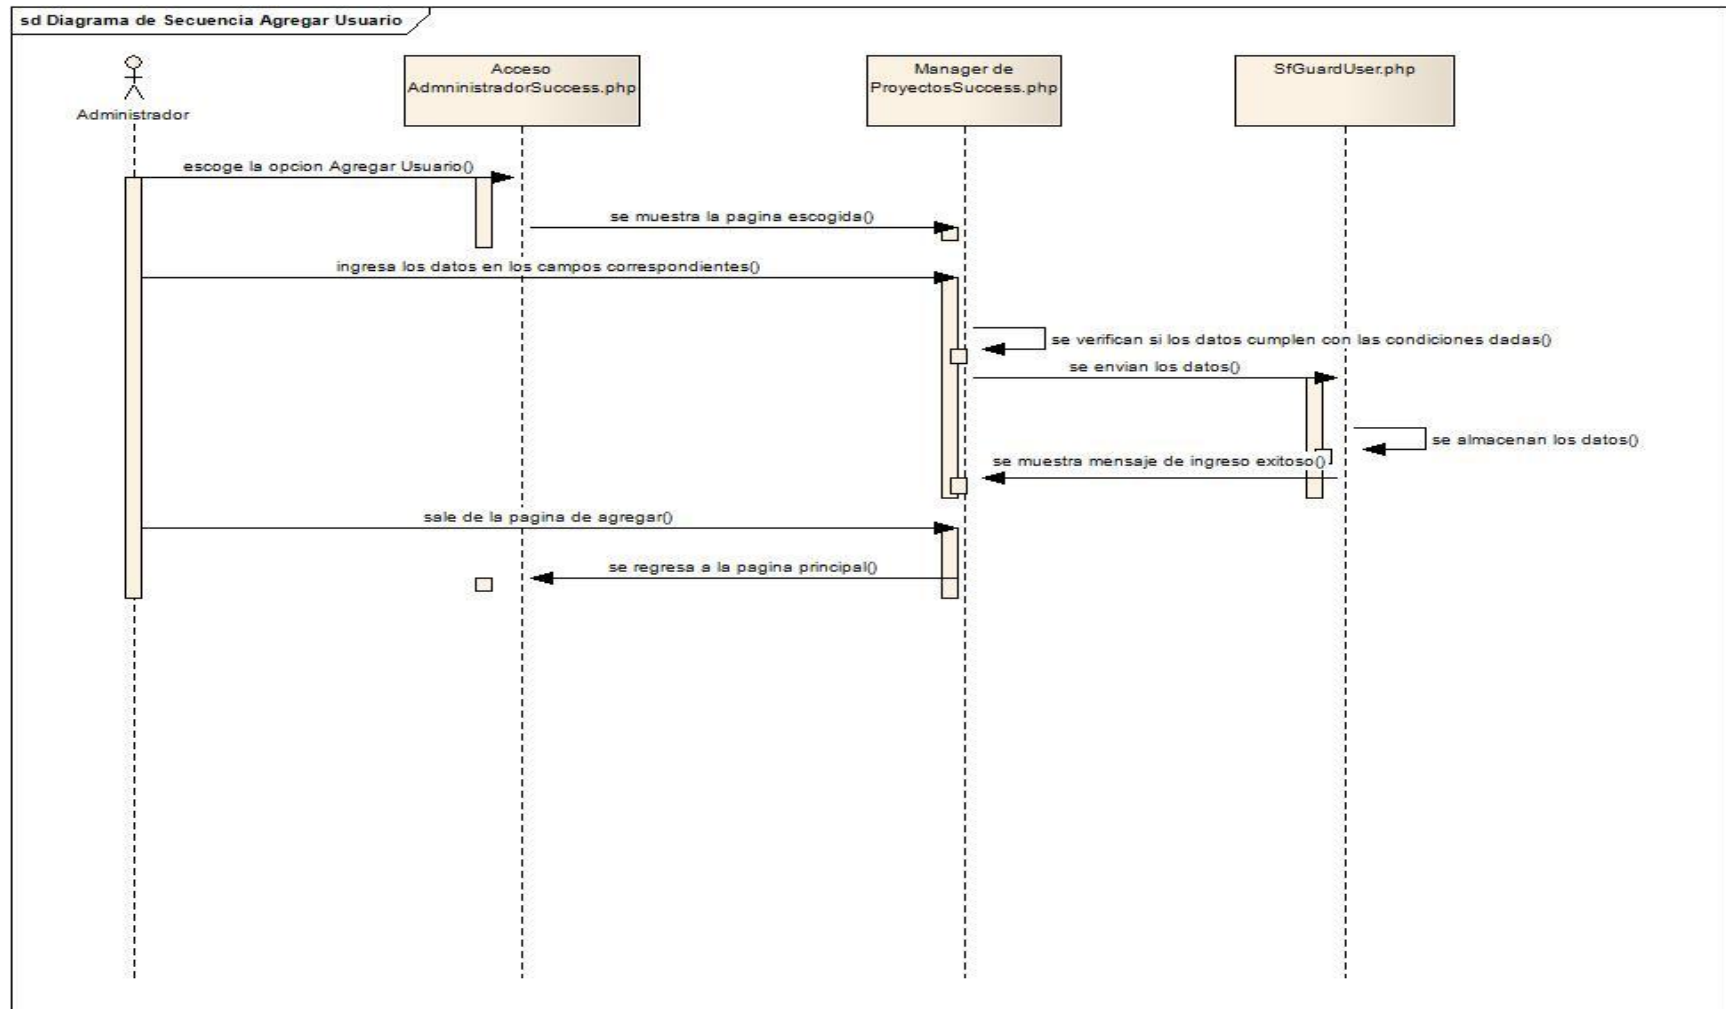 sd Diagrama de Secuencia Agregar Usuario
Administrador
Acceso
AdmninistradorSuccess.php
Manager de
ProyectosSuccess.php
SfGuardUser.php
escoge la opcion Agregar Usuario()
se muestra la pagina escogida()
ingresa los datos en los campos correspondientes()
se verifican si los datos cumplen con las condiciones dadas()
se envian los datos()
se almacenan los datos()
se muestra mensaje de ingreso exitoso()
sale de la pagina de agregar()
se regresa a la pagina principal()